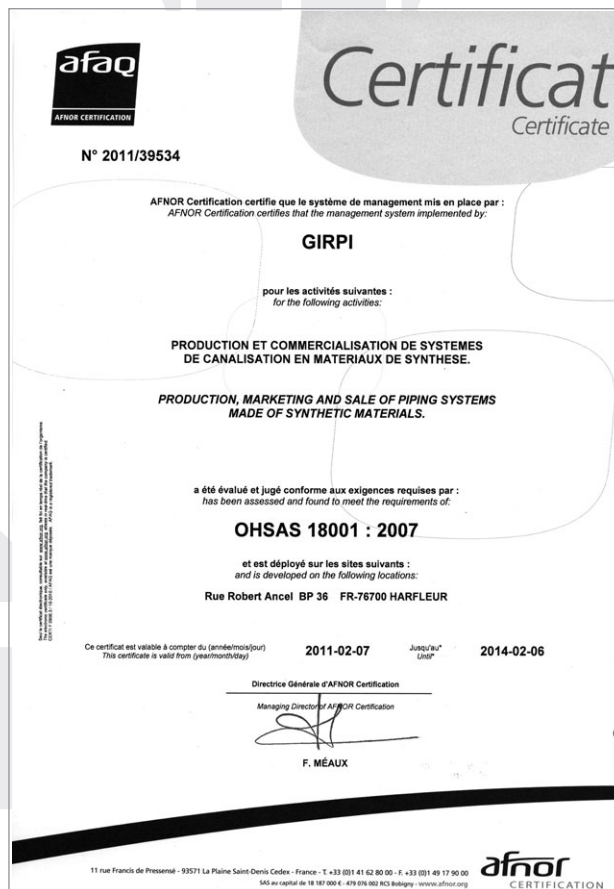 afaq
AFNOR CERTIFICATION
Certificat
Certificate
N° 2011/39534
AFNOR Certification certifie que le système de management mis en place par :
AFNOR Certification certifies that the management system implemented by:
GIRPI
pour les activités suivantes :
for the following activities:
PRODUCTION ET COMMERCIALISATION DE SYSTEMES
DE CANALISATION EN MATERIAUX DE SYNTHESE.
PRODUCTION, MARKETING AND SALE OF PIPING SYSTEMS
MADE OF SYNTHETIC MATERIALS.
a été évalué et jugé conforme aux exigences requises par :
has been assessed and found to meet the requirements of:
OHSAS 18001 : 2007
et est déployé sur les sites suivants :
and is developed on the following locations:
Rue Robert Ancel BP 36 FR-76700 HARFLEUR
Ce certificat est valable à compter du (année/mois/jour)
This certificate is valid from (year/month/day)
2011-02-07
Jusqu'au*
Until*
2014-02-06
Directrice Générale d'AFNOR Certification
Managing Director of AFNOR Certification
F. MÉAUX
11 rue Francis de Pressensé - 93571 La Plaine Saint-Denis Cedex - France - T. +33 (0)1 41 62 80 00 - F. +33 (0)1 49 17 90 00
SAS au capital de 18 187 000 € - 479 076 002 RCS Bobigny - www.afnor.org
afnor
CERTIFICATION